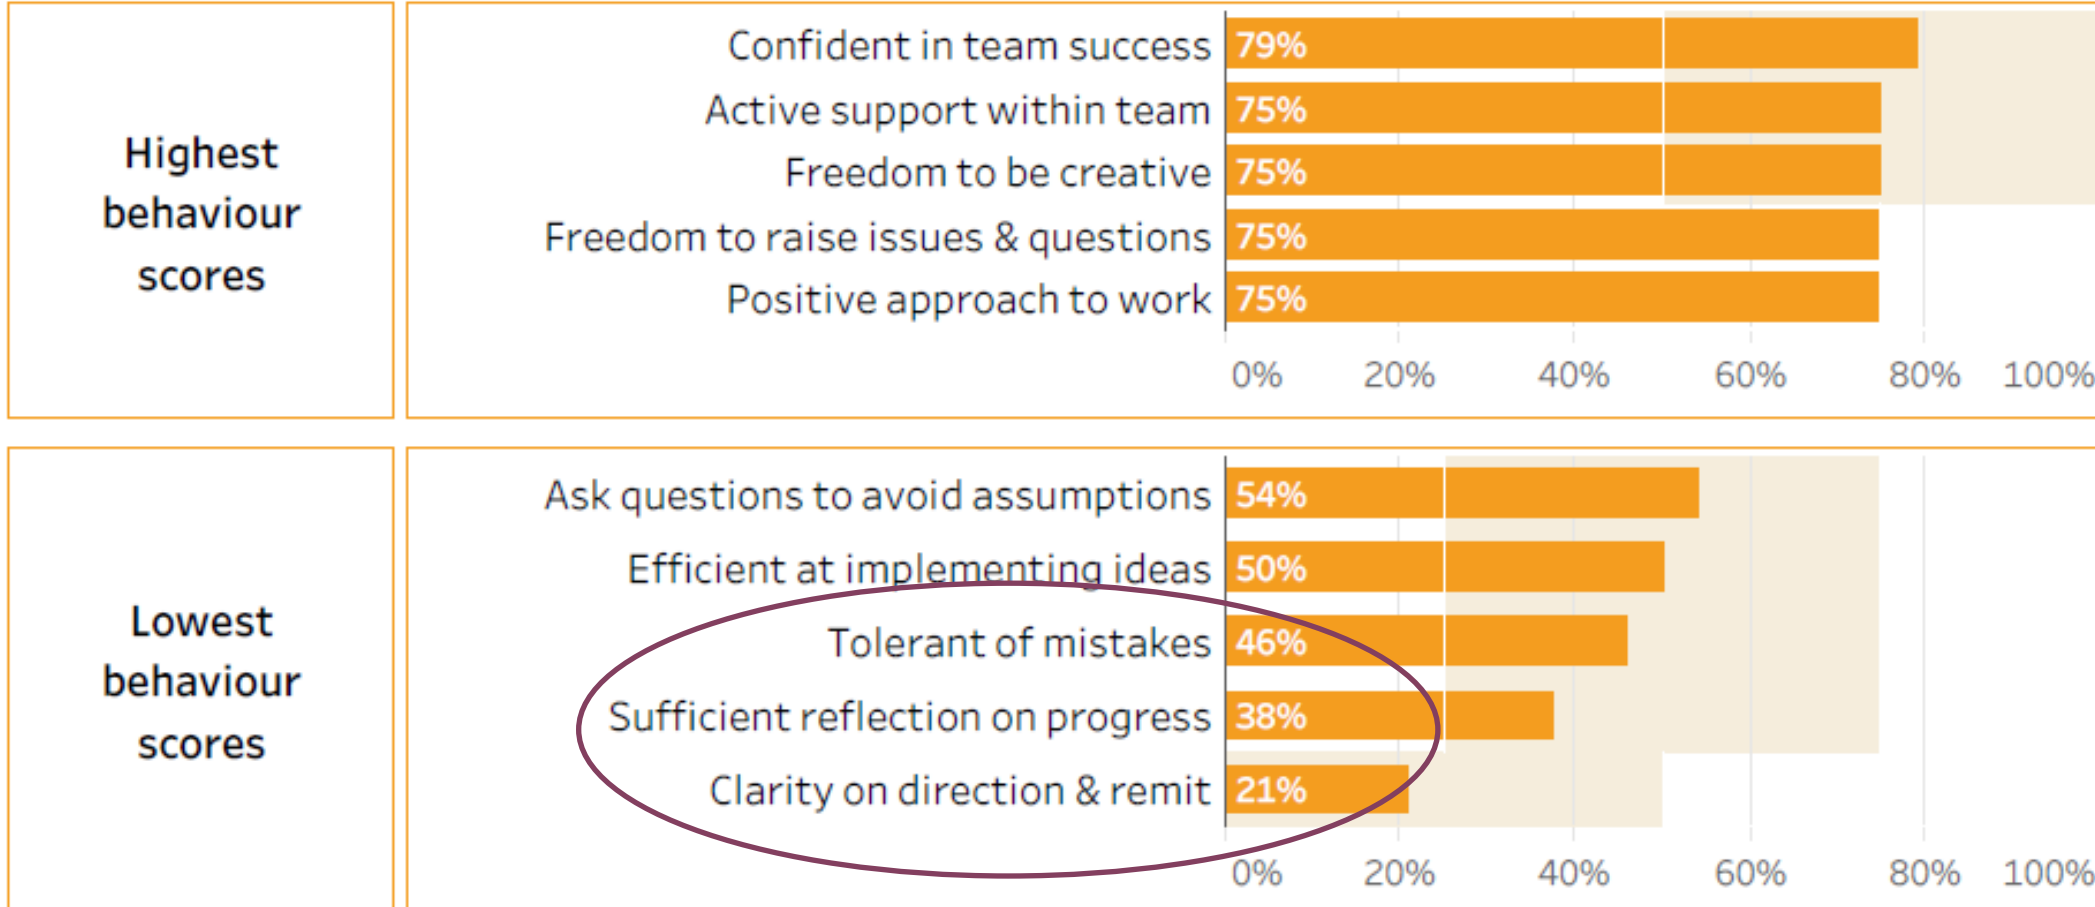 Highest
behaviour
scores
Confident in team success 79%
Active support within team 75%
Freedom to be creative 75%
Freedom to raise issues & questions 75%
Positive approach to work 75%
0% 20% 40% 60% 80% 100%
Lowest
behaviour
scores
Ask questions to avoid assumptions 54%
Efficient at implementing ideas 50%
Tolerant of mistakes 46%
Sufficient reflection on progress 38%
Clarity on direction & remit 21%
0% 20% 40% 60% 80% 100%